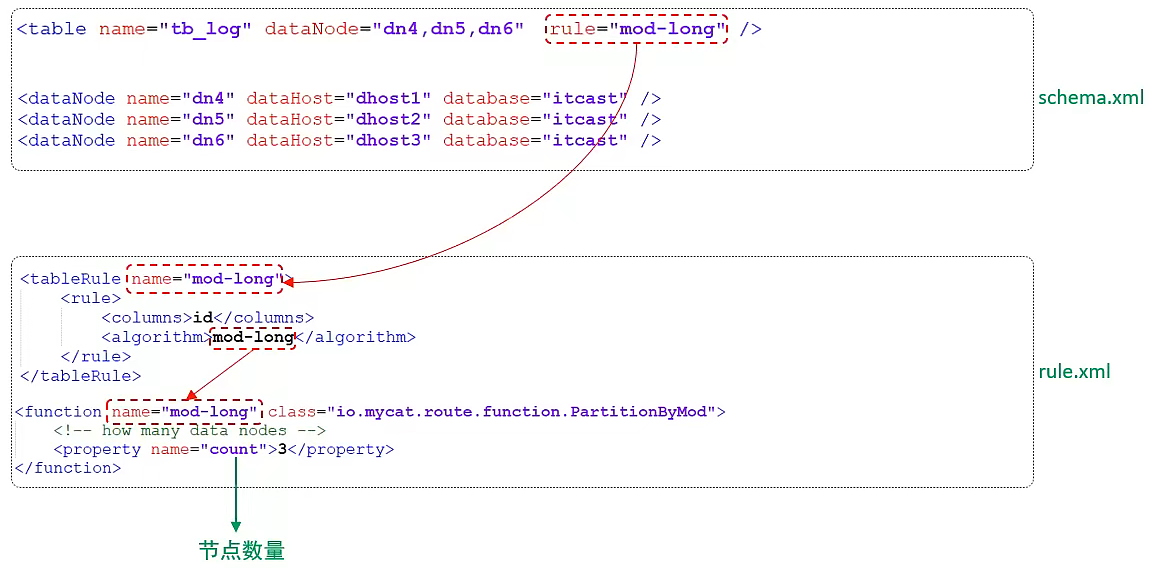 <table name="tb_log" dataNode="dn4,dn5,dn6" rule="mod-long" />
<dataNode name="dn4" dataHost="dhost1" database="itcast" />
schema.xml
<dataNode name="dn5" dataHost="dhost2" database="itcast" />
<dataNode name="dn6" dataHost="dhost3" database="itcast" />
<tableRule name="mod-long">
<rule>
<columns>id</columns>
<algorithm>mod-long</algorithm>
</rule>
rule.xml
</tableRule>
<function name="mod-long" class="io.mycat.route.function.PartitionByMod">
<!-- how many data nodes -->
<property name="count">3</property>
</function>
节点数量